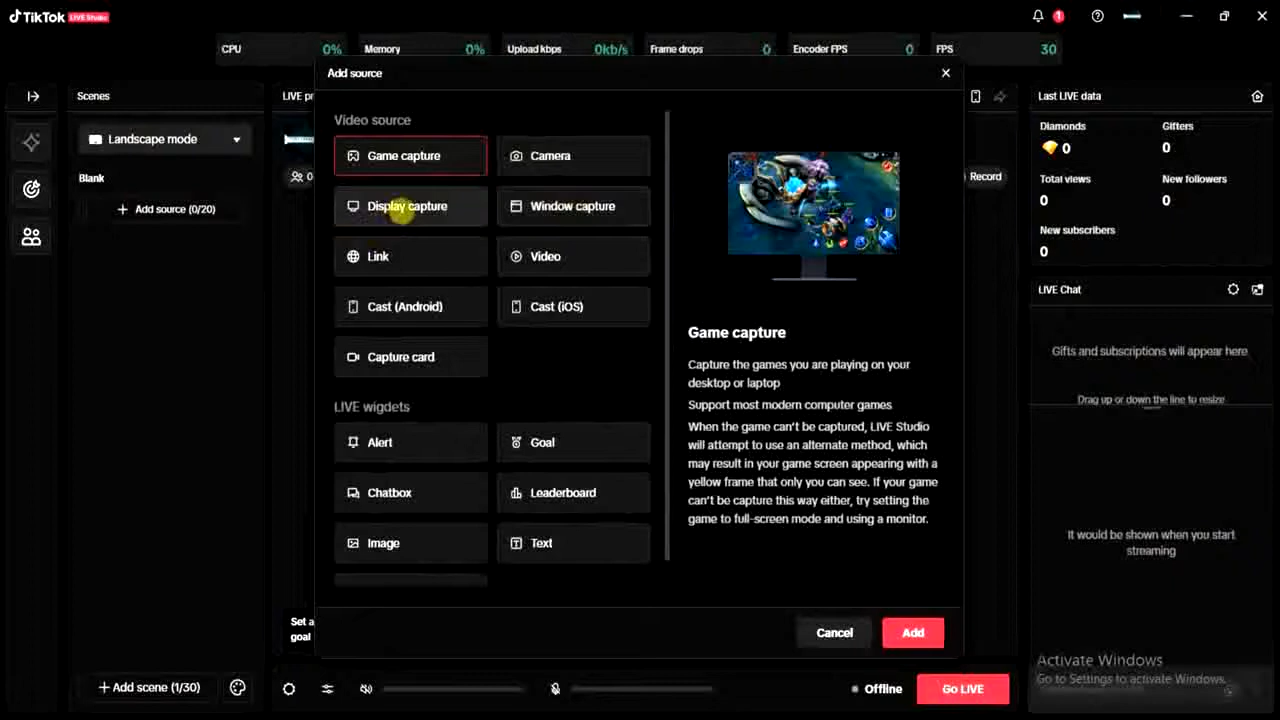 TikTok LIVE Studio
1
CPU 0%
Memory 0%
Upload kbps 0kb/s
Frame drops 0
Encoder FPS 0
FPS 30
Add source
Scenes
Landscape mode
Blank
Add source (0/20)
LIVE pr
0
Set a
goal
Video source
Game capture
Camera
Display capture
Window capture
Link
Video
Cast (Android)
Cast (iOS)
Capture card
LIVE wigdets
Alert
Goal
Chatbox
Leaderboard
Image
Text
Game capture
Capture the games you are playing on your
desktop or laptop
Support most modern computer games
When the game can't be captured, LIVE Studio
will attempt to use an alternate method, which
may result in your game screen appearing with a
yellow frame that only you can see. If your game
can't be capture this way either, try setting the
game to full-screen mode and using a monitor.
Cancel
Add
Record
Last LIVE data
Diamonds
Gifters
0
0
Total views
New followers
0
0
New subscribers
0
LIVE Chat
Gifts and subscriptions will appear here
Drag up or down the line to resize
It would be shown when you start
streaming
Activate Windows
Go to Settings to activate Windows.
Add scene (1/30)
Offline
Go LIVE